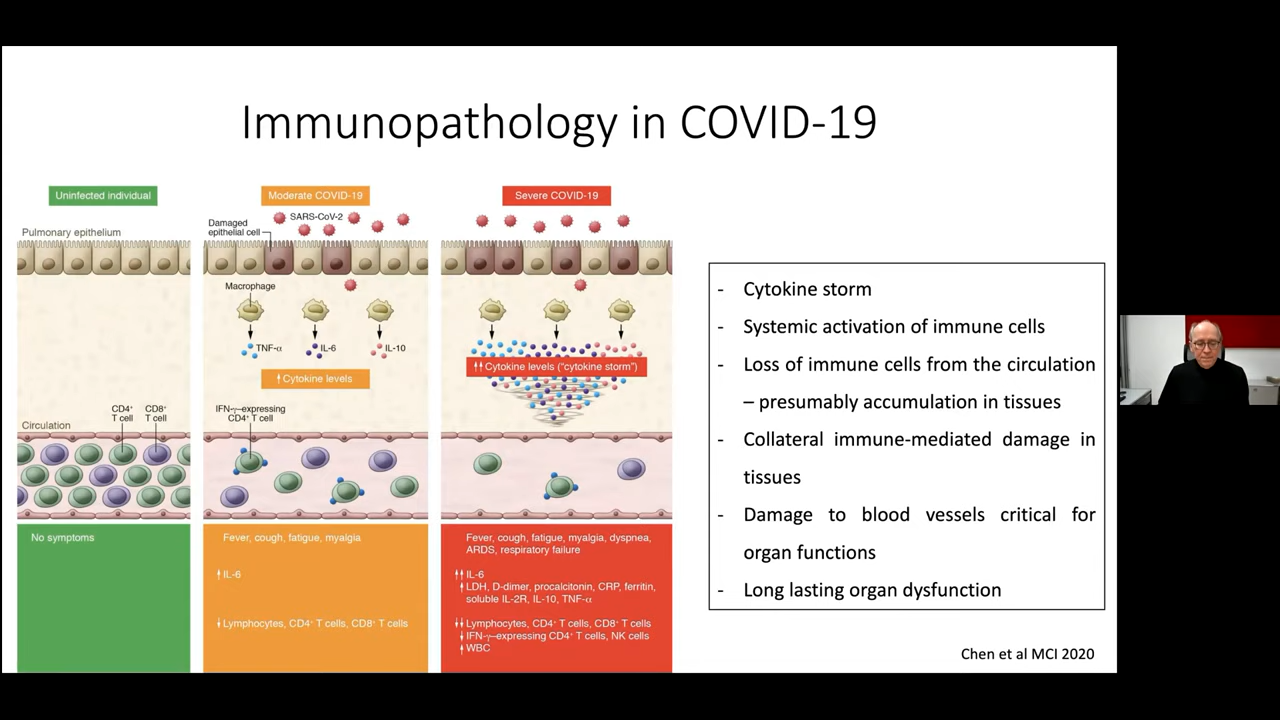 Immunopathology in COVID-19
Uninfected individual
Pulmonary epithelium
CD4⁺
T cell
CD8⁺
T cell
Circulation
No symptoms
Moderate COVID-19
SARS-CoV-2
Damaged
epithelial cell
Macrophage
TNF-α
IL-6
IL-10
↑ Cytokine levels
IFN-γ–expressing
CD4⁺ T cell
Fever, cough, fatigue, myalgia
↑ IL-6
↓ Lymphocytes, CD4⁺ T cells, CD8⁺ T cells
Severe COVID-19
↑↑ Cytokine levels ("cytokine storm")
Fever, cough, fatigue, myalgia, dyspnea,
ARDS, respiratory failure
↑↑ IL-6
↑ LDH, D-dimer, procalcitonin, CRP, ferritin,
soluble IL-2R, IL-10, TNF-α
↓↓ Lymphocytes, CD4⁺ T cells, CD8⁺ T cells
↓ IFN-γ–expressing CD4⁺ T cells, NK cells
↑ WBC
- Cytokine storm
- Systemic activation of immune cells
- Loss of immune cells from the circulation
– presumably accumulation in tissues
- Collateral immune-mediated damage in
tissues
- Damage to blood vessels critical for
organ functions
- Long lasting organ dysfunction
Chen et al MCI 2020